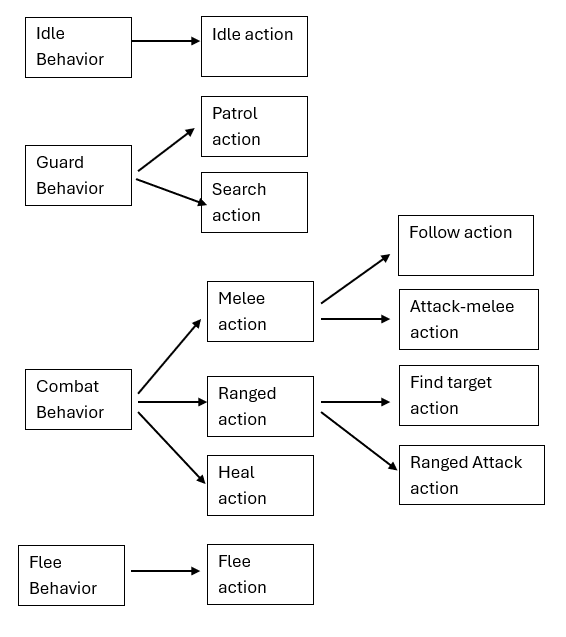 Idle
Behavior
Idle action
Patrol
action
Guard
Behavior
Search
action
Follow action
Melee
action
Attack-melee
action
Combat
Behavior
Ranged
action
Find target
action
Heal
action
Ranged Attack
action
Flee
Behavior
Flee
action